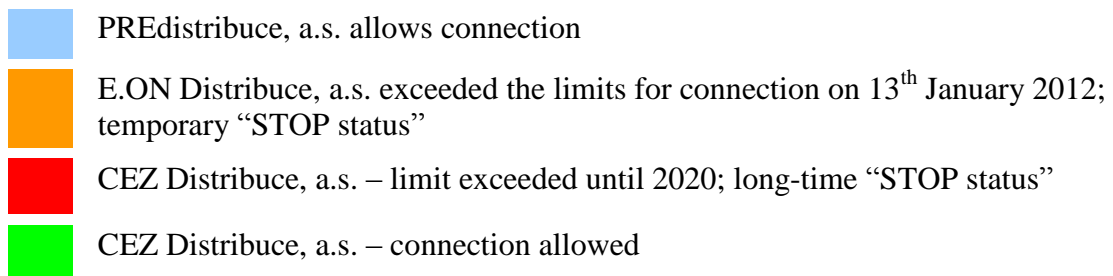 PREdistribuce, a.s. allows connection
E.ON Distribuce, a.s. exceeded the limits for connection on 13th January 2012;
temporary “STOP status”
CEZ Distribuce, a.s. – limit exceeded until 2020; long-time “STOP status”
CEZ Distribuce, a.s. – connection allowed